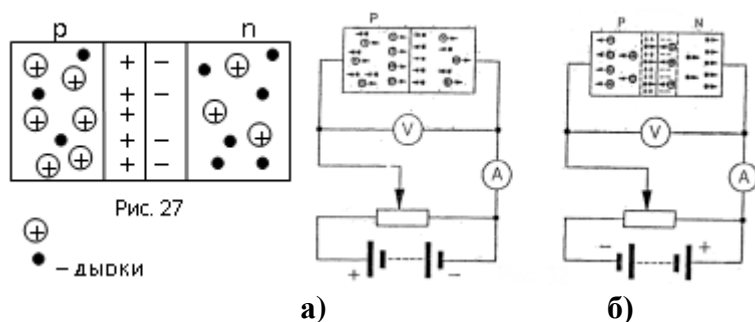 p n
+ –
+ –
+
+ –
+ –
Рис. 27
– дырки
P
V
A
+ –
а)
P N
V
A
– +
б)